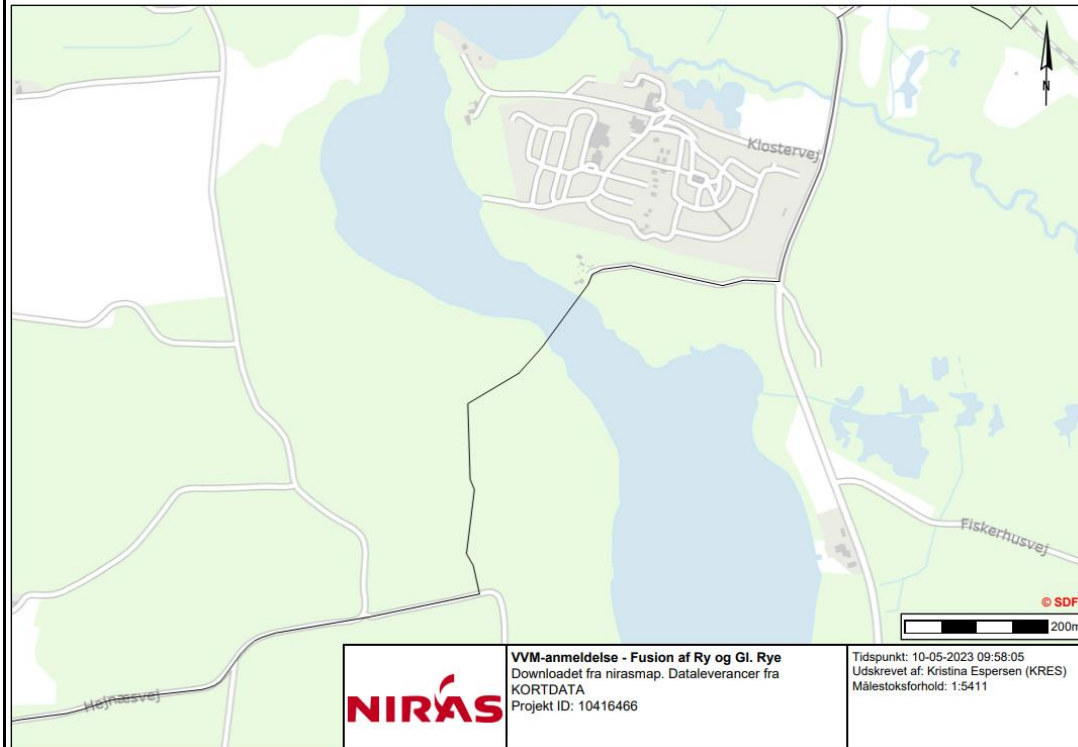 N
Klostervej
Fiskerhusvej
© SDF
200m
Højnæsvej
NIRAS
VVM-anmeldelse - Fusion af Ry og Gl. Rye
Downloadet fra nirasmap. Dataleverancer fra
KORTDATA
Projekt ID: 10416466
Tidspunkt: 10-05-2023 09:58:05
Udskrevet af: Kristina Espersen (KRES)
Målestoksforhold: 1:5411